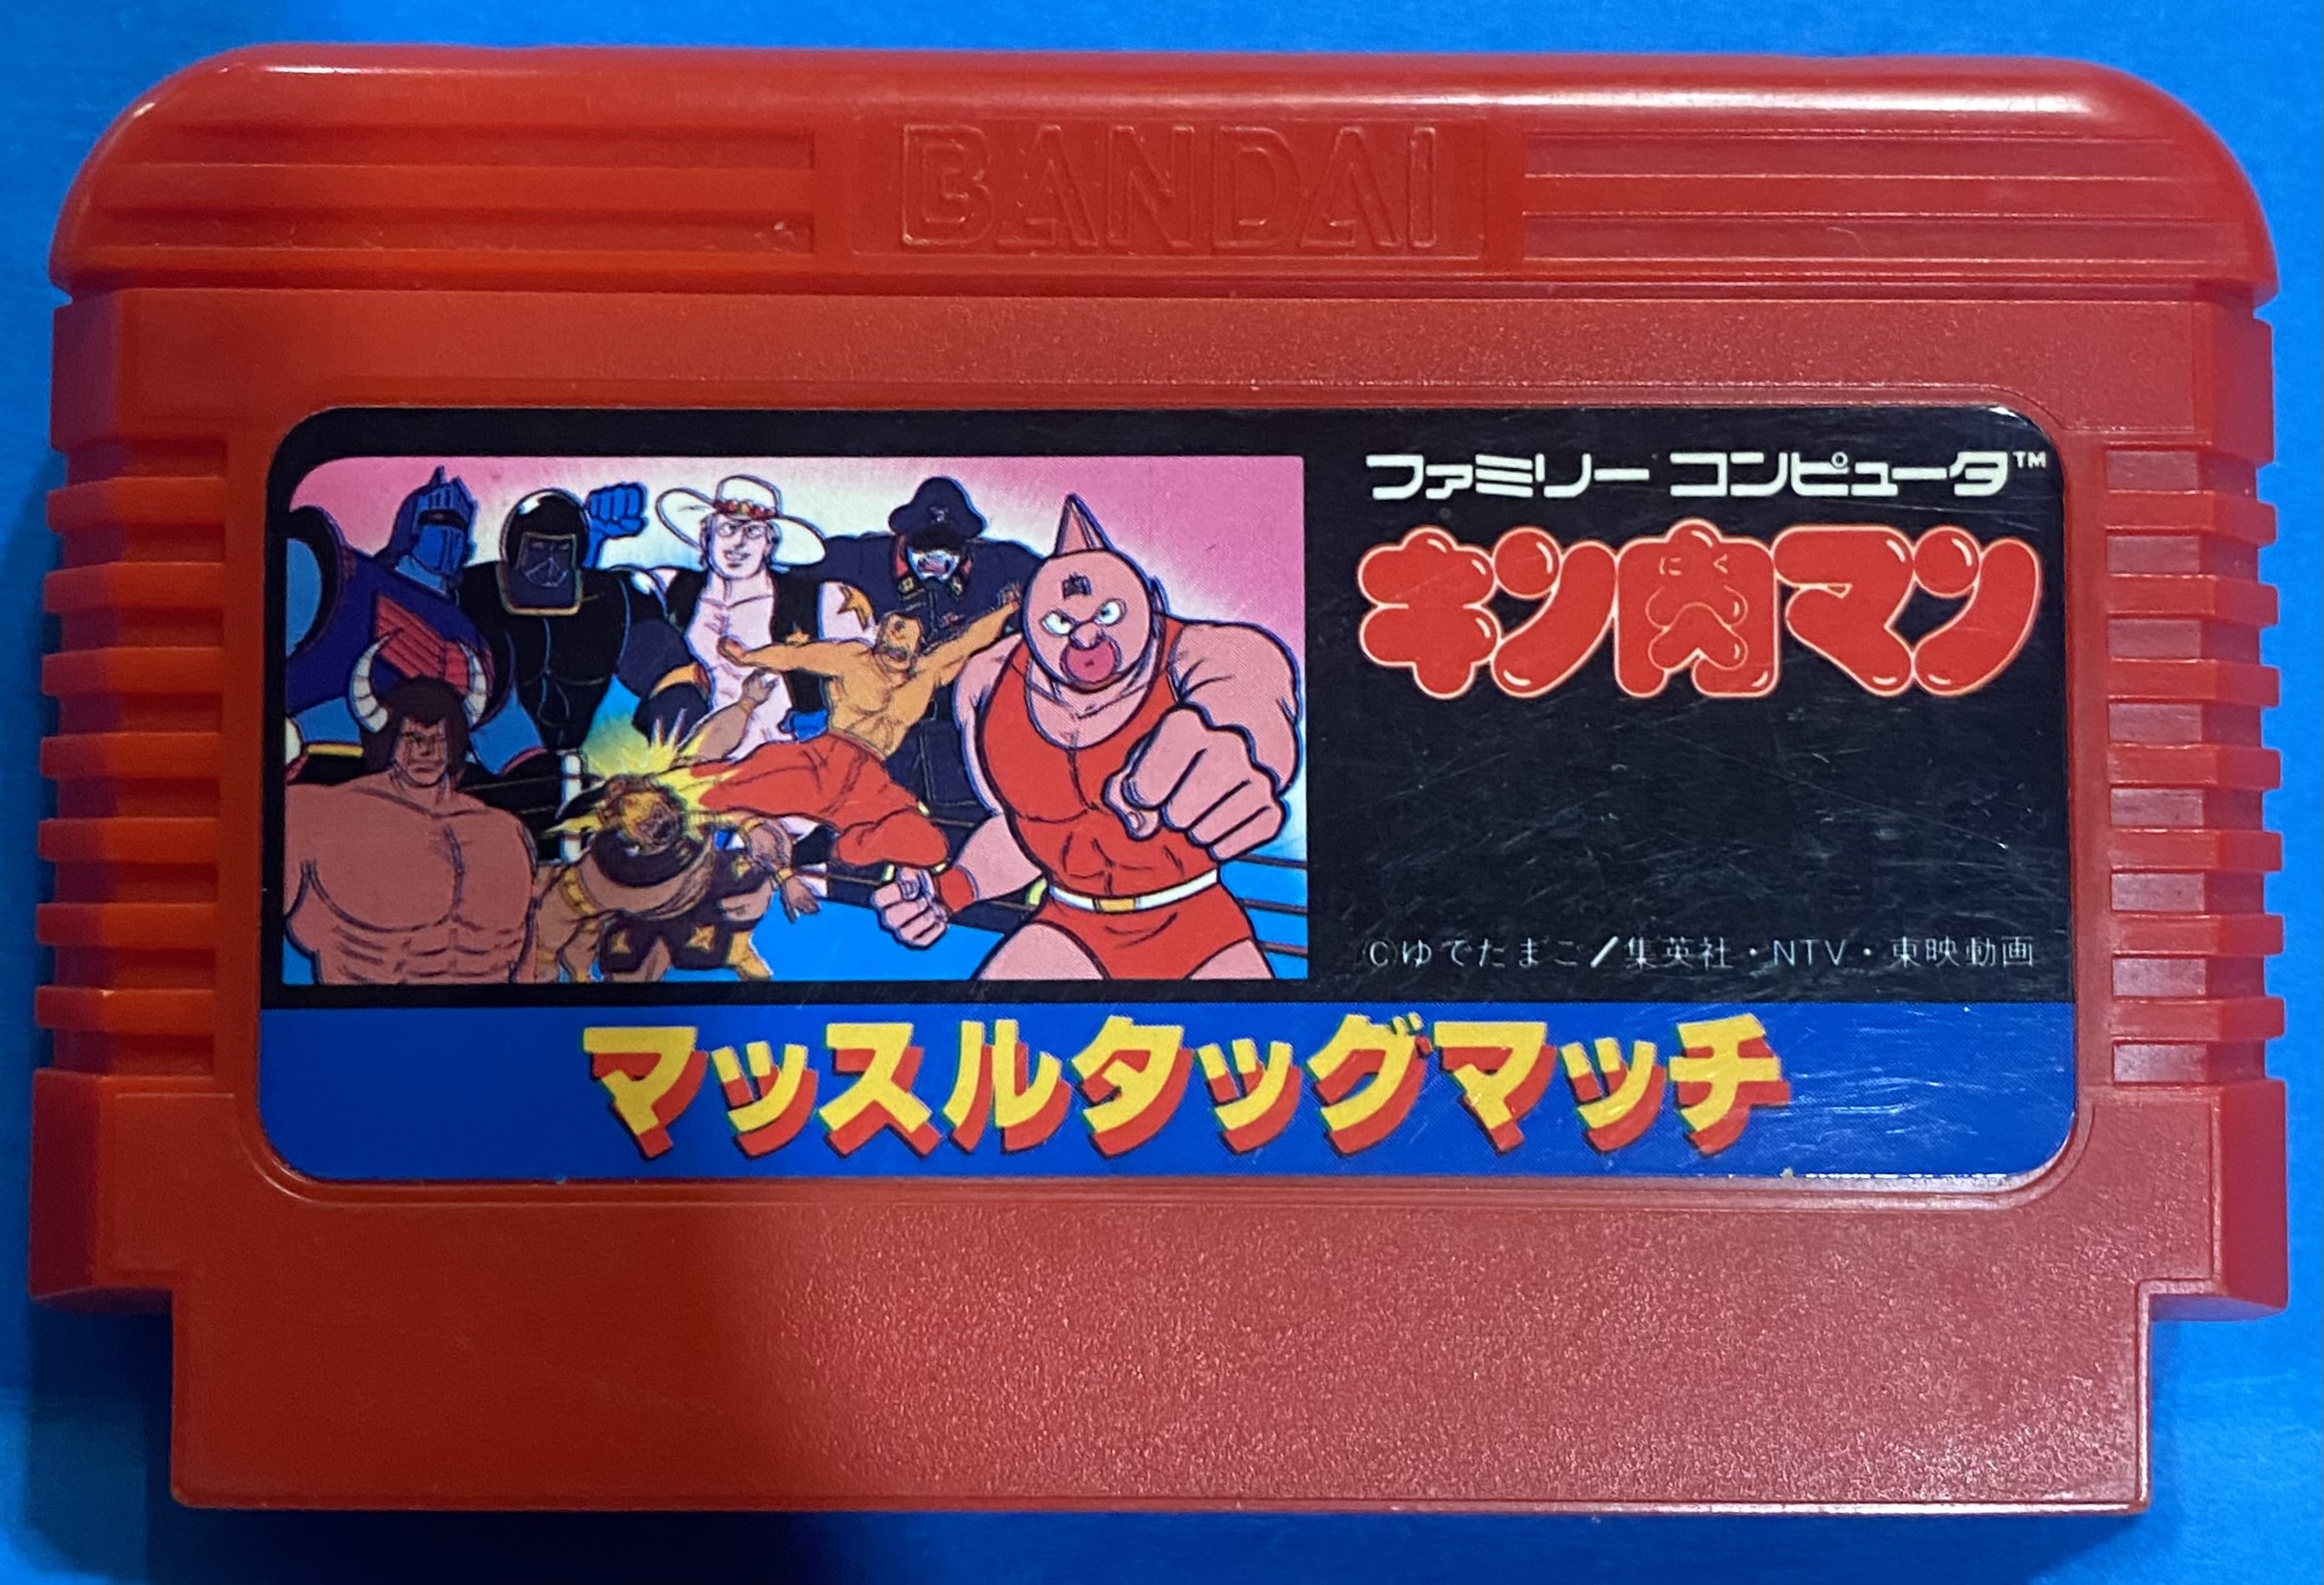 BANDAI
ファミリー コンピュータ™
キン肉マン
にく
©ゆでたまご/集英社・NTV・東映動画
マッスルタッグマッチ